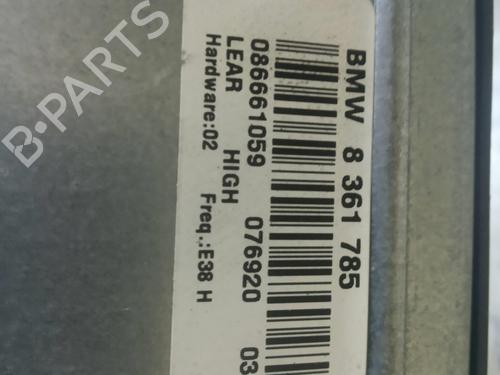 BMW 8 361 785
086661059 076920 03
LEAR HIGH
Hardware:02 Freq.:E38 H
B-PARTS